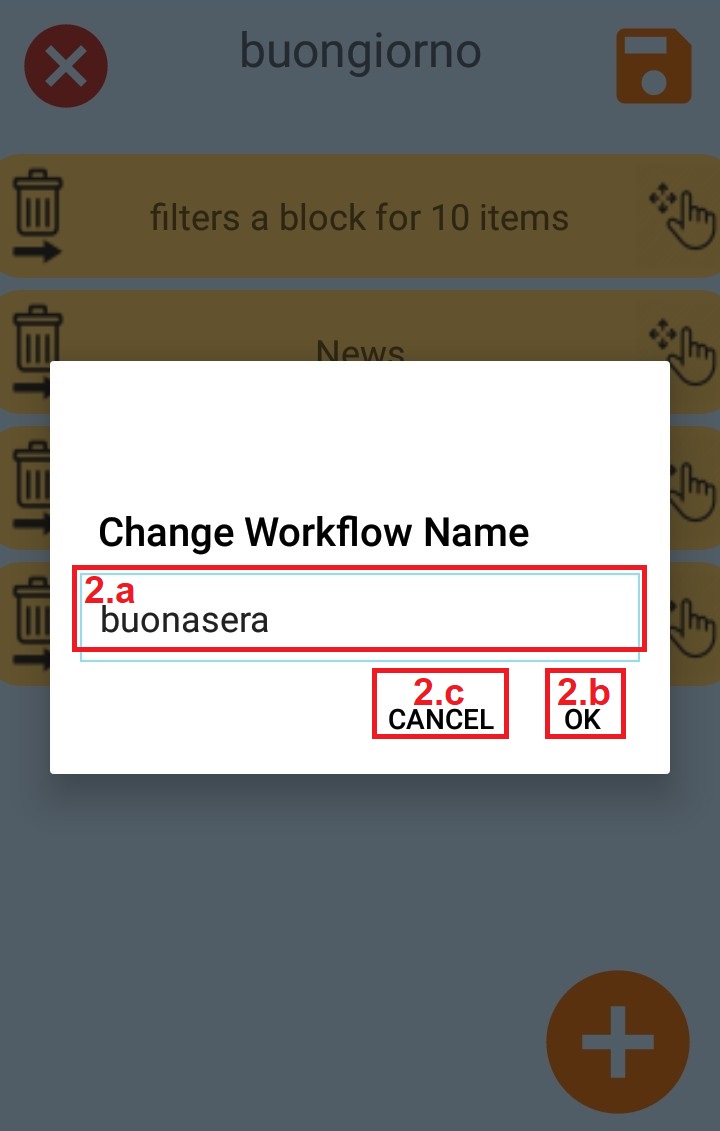 buongiorno
filters a block for 10 items
News
Change Workflow Name
2.a
buonasera
2.c 2.b
CANCEL OK